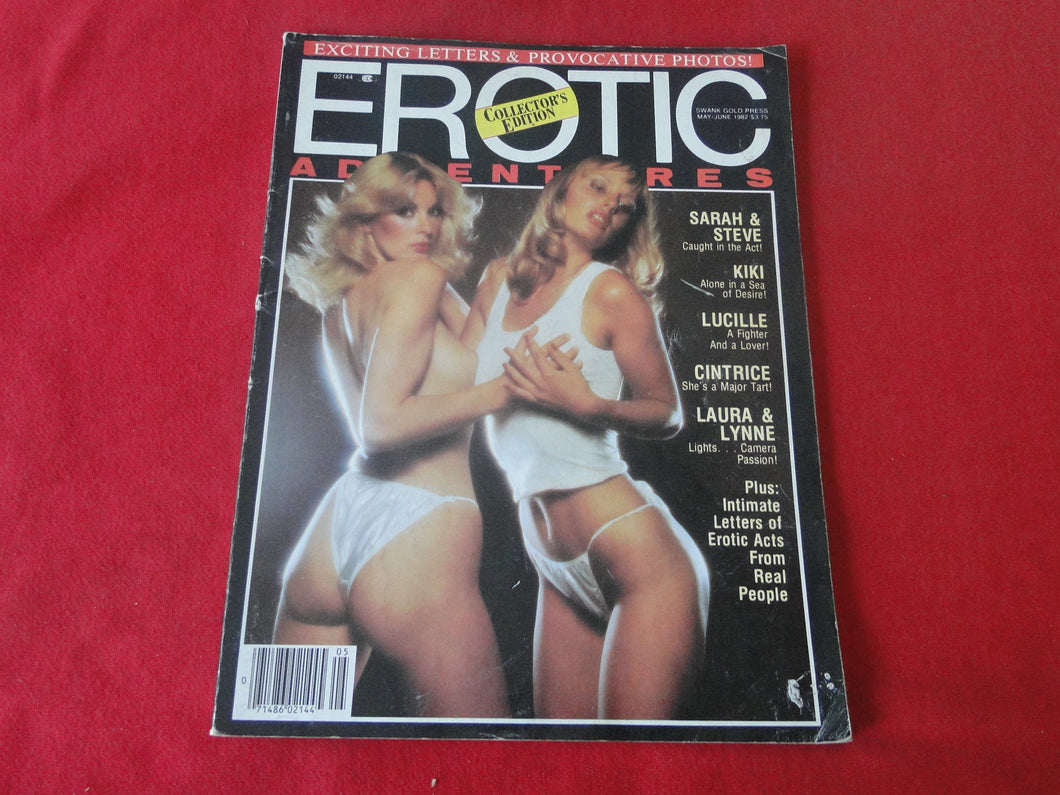 EXCITING LETTERS & PROVOCATIVE PHOTOS!
02144
EROTIC
COLLECTOR'S
EDITION
SWANK GOLD PRESS
MAY/JUNE 1982 $3.75
ADVENTURES
SARAH &
STEVE
Caught in the Act!
KIKI
Alone in a Sea
of Desire!
LUCILLE
A Fighter
And a Lover!
CINTRICE
She's a Major Tart!
LAURA &
LYNNE
Lights. . . Camera
Passion!
Plus:
Intimate
Letters of
Erotic Acts
From
Real
People
05
0
71486 02144